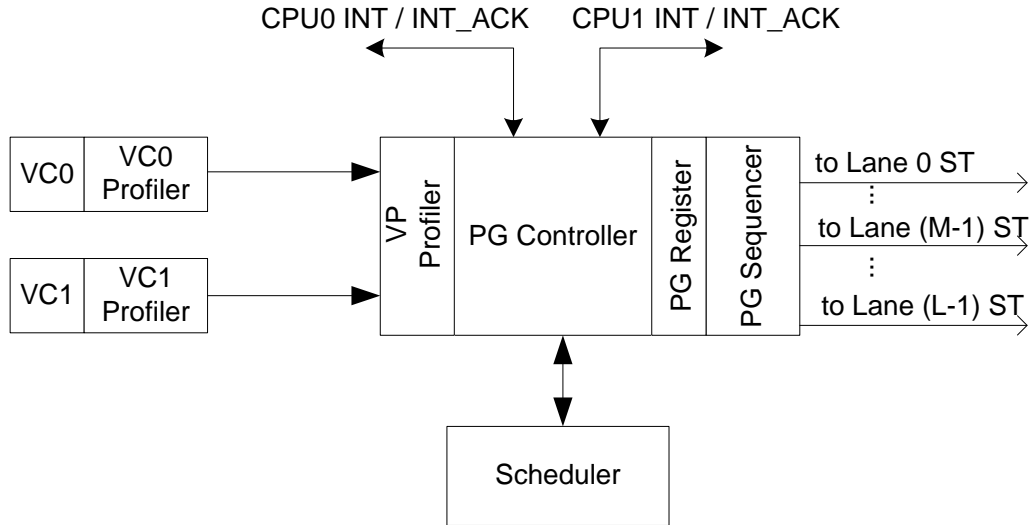 CPU0 INT / INT_ACK
CPU1 INT / INT_ACK
VC0
VC0
Profiler
VC1
VC1
Profiler
VP
Profiler
PG Controller
PG Register
PG Sequencer
to Lane 0 ST
...
to Lane (M-1) ST
...
to Lane (L-1) ST
Scheduler